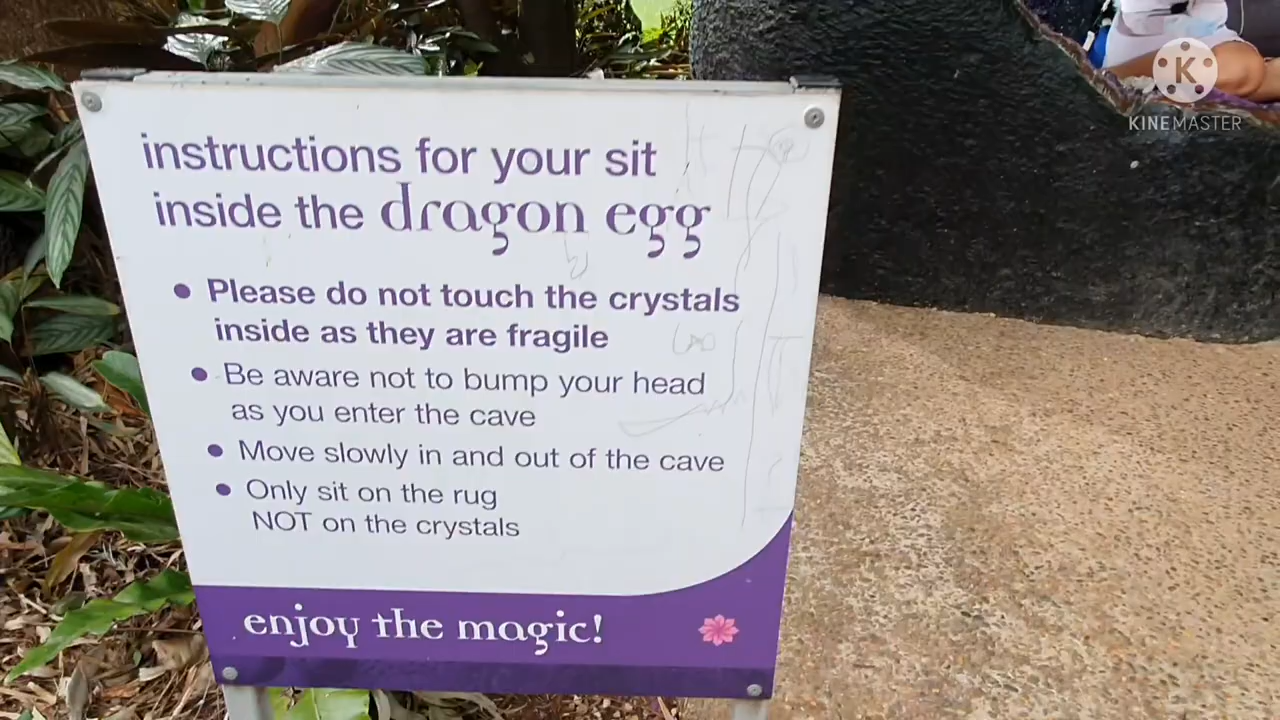 instructions for your sit
inside the dragon egg
• Please do not touch the crystals
inside as they are fragile
• Be aware not to bump your head
as you enter the cave
• Move slowly in and out of the cave
• Only sit on the rug
NOT on the crystals
enjoy the magic!
K
KINEMASTER